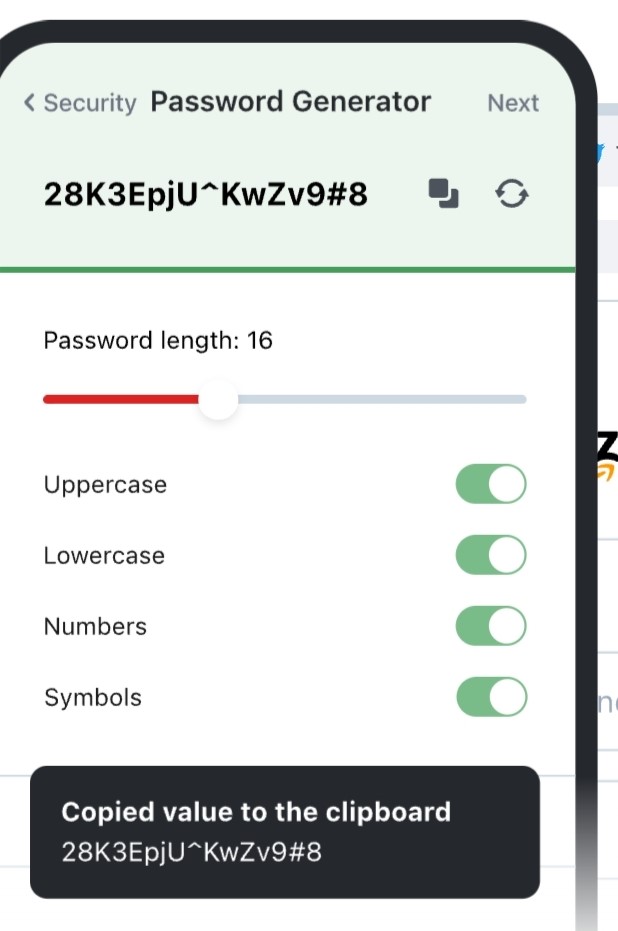 Security Password Generator Next
28K3EpjU^KwZv9#8
Password length: 16
Uppercase
Lowercase
Numbers
Symbols
Copied value to the clipboard
28K3EpjU^KwZv9#8